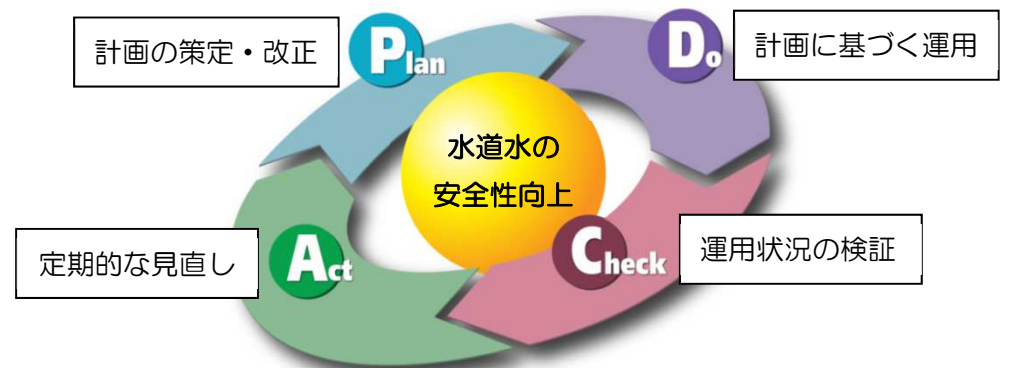 計画の策定・改正
Plan
Do
計画に基づく運用
水道水の
安全性向上
定期的な見直し
Act
Check
運用状況の検証